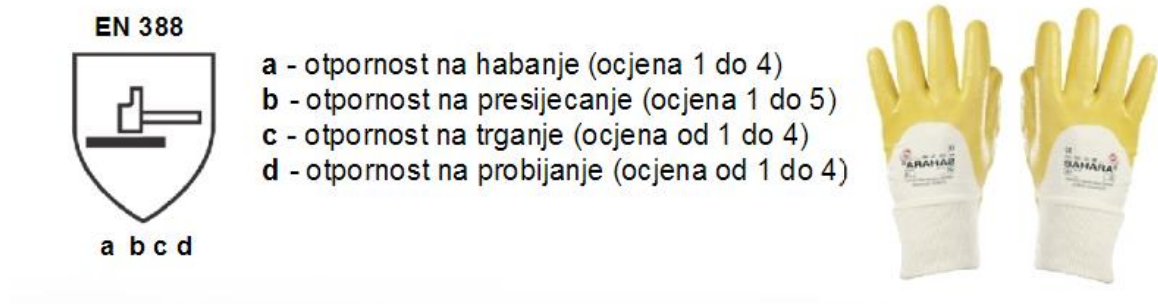 EN 388
a - otpornost na habanje (ocjena 1 do 4)
b - otpornost na presijecanje (ocjena 1 do 5)
c - otpornost na trganje (ocjena od 1 do 4)
d - otpornost na probijanje (ocjena od 1 do 4)
a b c d
SAHARA
SAHARA